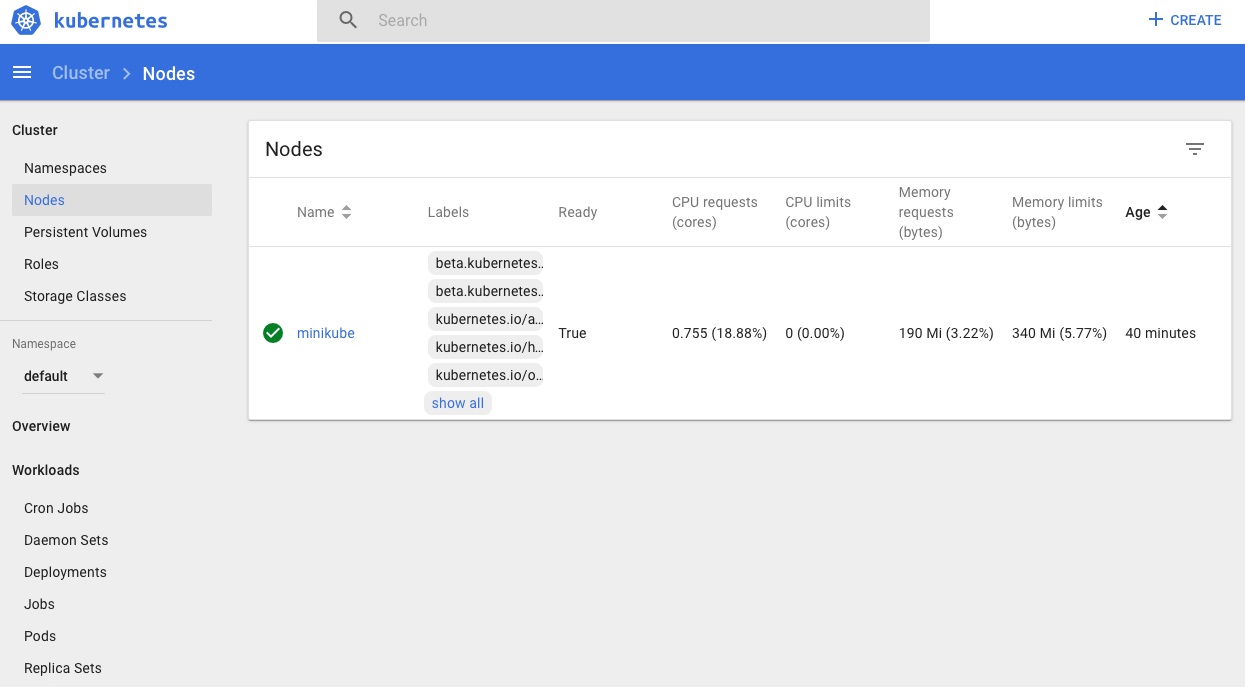 kubernetes
Search
CREATE
Cluster
Nodes
Cluster
Namespaces
Nodes
Persistent Volumes
Roles
Storage Classes
Namespace
default
Overview
Workloads
Cron Jobs
Daemon Sets
Deployments
Jobs
Pods
Replica Sets
Nodes
Name
Labels
Ready
CPU requests
(cores)
CPU limits
(cores)
Memory
requests
(bytes)
Memory limits
(bytes)
Age
minikube
beta.kubernetes..
beta.kubernetes..
kubernetes.io/a..
kubernetes.io/h..
kubernetes.io/o..
show all
True
0.755 (18.88%)
0 (0.00%)
190 Mi (3.22%)
340 Mi (5.77%)
40 minutes